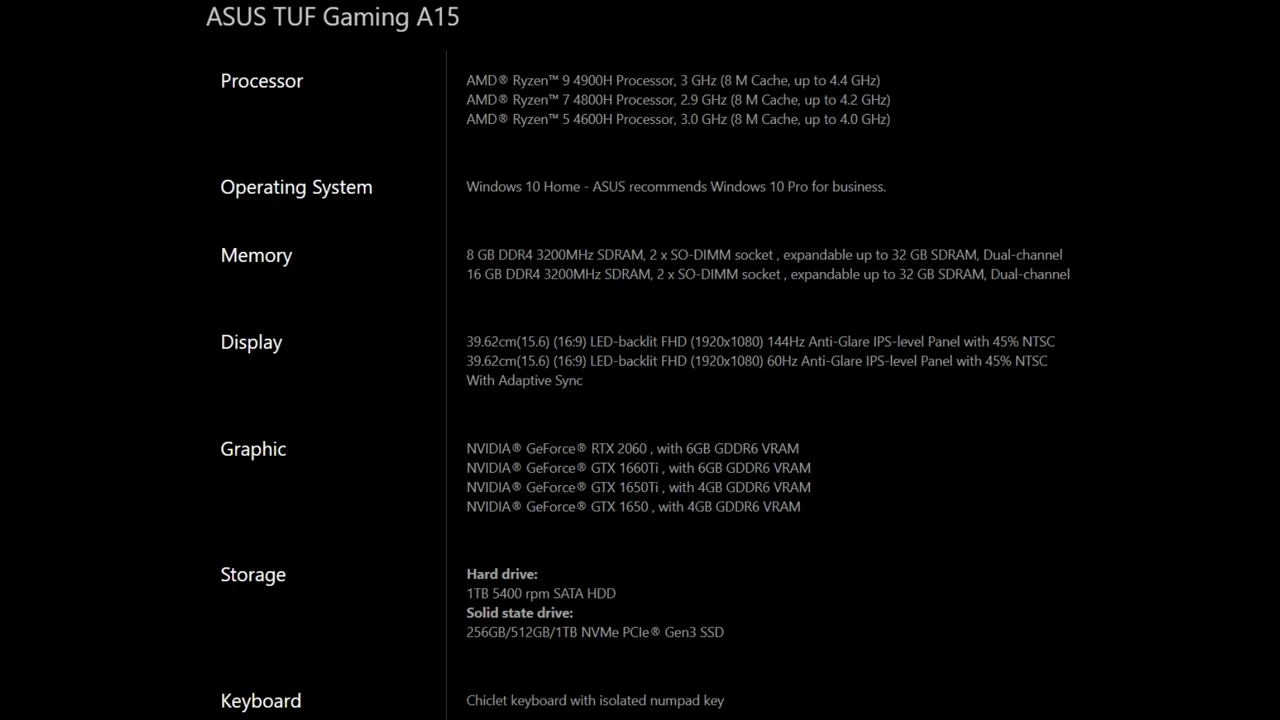 ASUS TUF Gaming A15
Processor
AMD® Ryzen™ 9 4900H Processor, 3 GHz (8 M Cache, up to 4.4 GHz)
AMD® Ryzen™ 7 4800H Processor, 2.9 GHz (8 M Cache, up to 4.2 GHz)
AMD® Ryzen™ 5 4600H Processor, 3.0 GHz (8 M Cache, up to 4.0 GHz)
Operating System
Windows 10 Home - ASUS recommends Windows 10 Pro for business.
Memory
8 GB DDR4 3200MHz SDRAM, 2 x SO-DIMM socket , expandable up to 32 GB SDRAM, Dual-channel
16 GB DDR4 3200MHz SDRAM, 2 x SO-DIMM socket , expandable up to 32 GB SDRAM, Dual-channel
Display
39.62cm(15.6) (16:9) LED-backlit FHD (1920x1080) 144Hz Anti-Glare IPS-level Panel with 45% NTSC
39.62cm(15.6) (16:9) LED-backlit FHD (1920x1080) 60Hz Anti-Glare IPS-level Panel with 45% NTSC
With Adaptive Sync
Graphic
NVIDIA® GeForce® RTX 2060 , with 6GB GDDR6 VRAM
NVIDIA® GeForce® GTX 1660Ti , with 6GB GDDR6 VRAM
NVIDIA® GeForce® GTX 1650Ti , with 4GB GDDR6 VRAM
NVIDIA® GeForce® GTX 1650 , with 4GB GDDR6 VRAM
Storage
Hard drive:
1TB 5400 rpm SATA HDD
Solid state drive:
256GB/512GB/1TB NVMe PCIe® Gen3 SSD
Keyboard
Chiclet keyboard with isolated numpad key